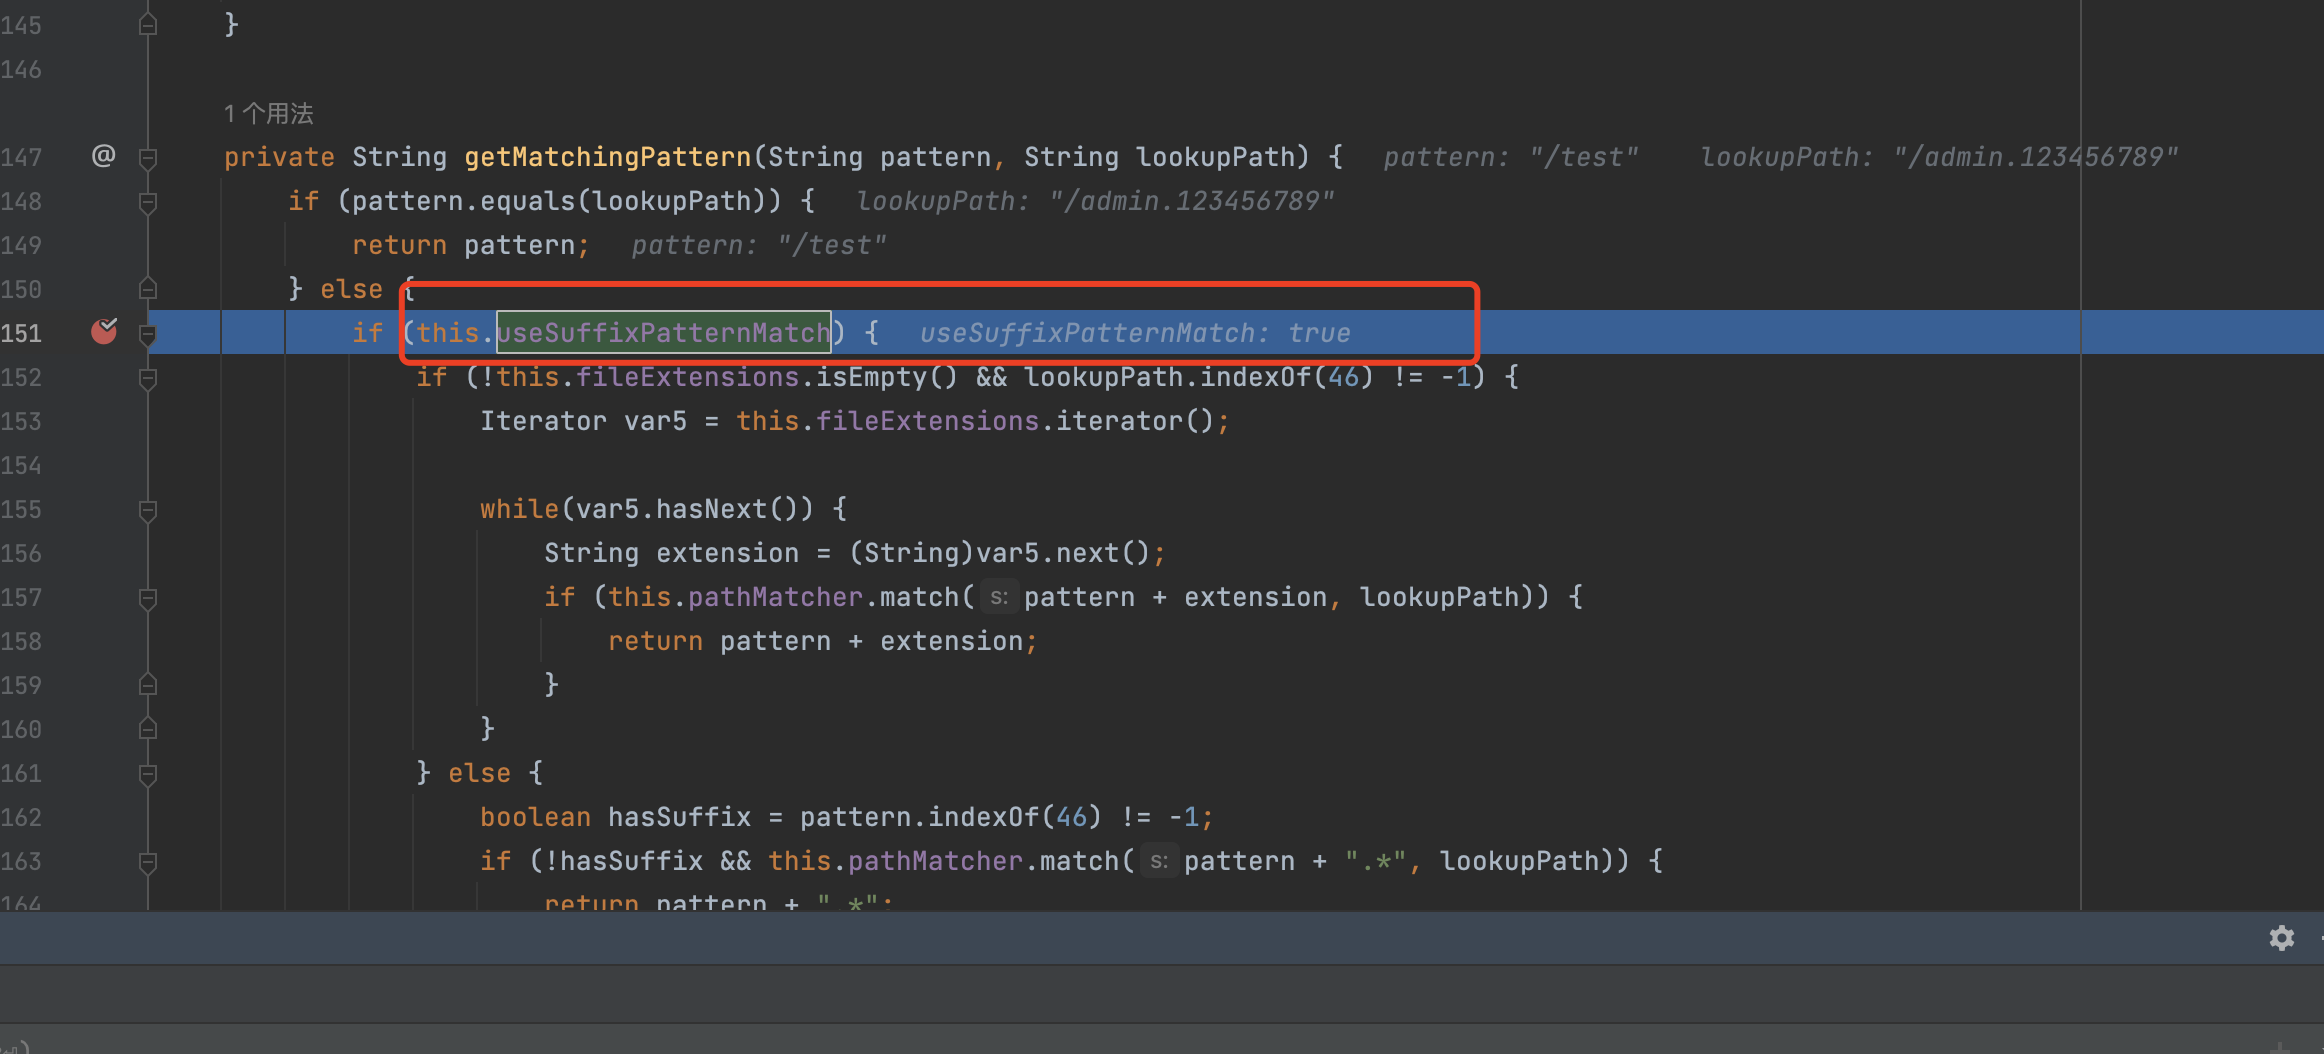 145 }
146
1 个用法
147 @ private String getMatchingPattern(String pattern, String lookupPath) { pattern: "/test" lookupPath: "/admin.123456789"
148 if (pattern.equals(lookupPath)) { lookupPath: "/admin.123456789"
149 return pattern; pattern: "/test"
150 } else {
151 if (this.useSuffixPatternMatch) { useSuffixPatternMatch: true
152 if (!this.fileExtensions.isEmpty() && lookupPath.indexOf(46) != -1) {
153 Iterator var5 = this.fileExtensions.iterator();
154
155 while(var5.hasNext()) {
156 String extension = (String)var5.next();
157 if (this.pathMatcher.match( s: pattern + extension, lookupPath)) {
158 return pattern + extension;
159 }
160 }
161 } else {
162 boolean hasSuffix = pattern.indexOf(46) != -1;
163 if (!hasSuffix && this.pathMatcher.match( s: pattern + ".*", lookupPath)) {
164 return pattern + ".*";